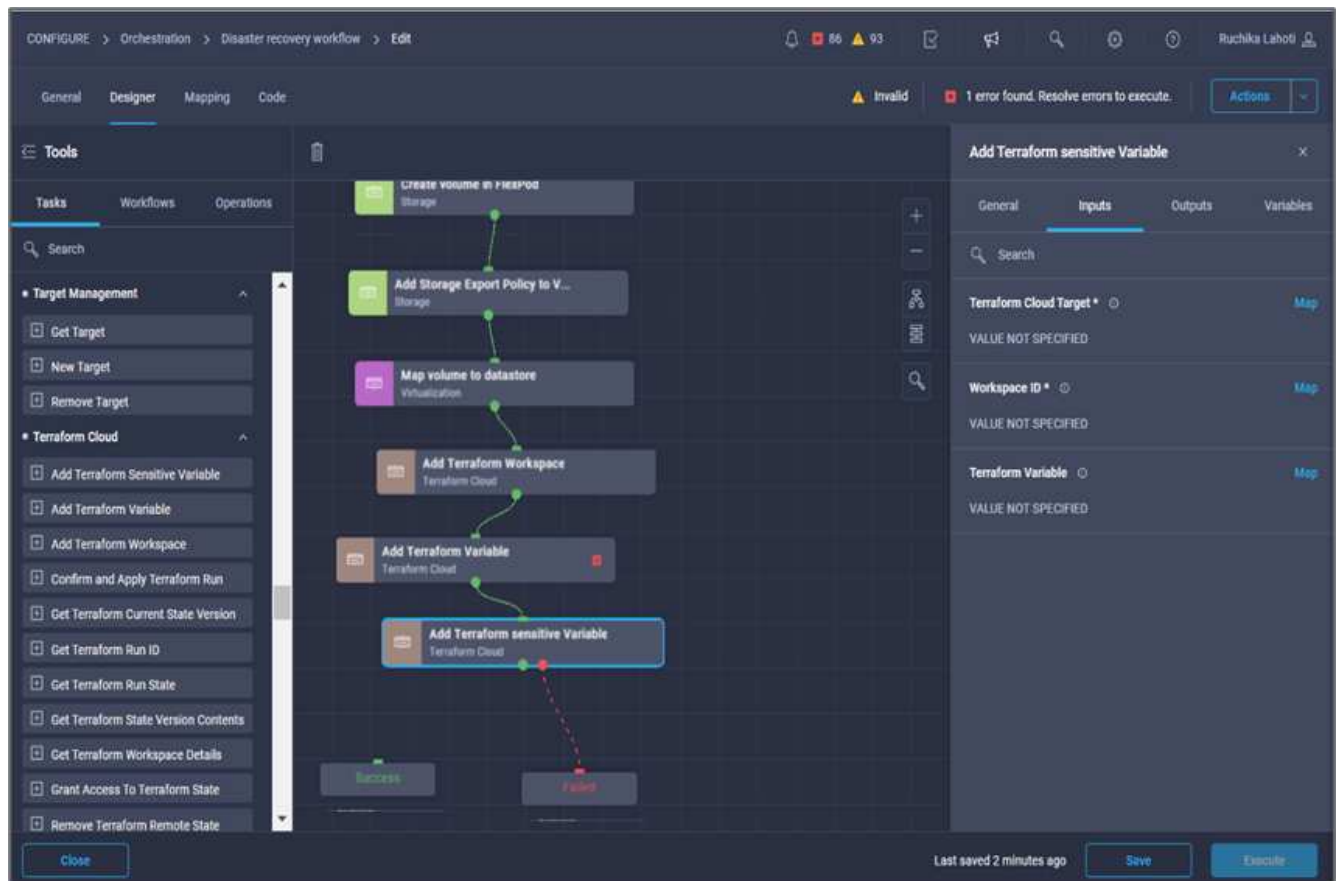 CONFIGURE > Orchestration > Disaster recovery workflow > Edit
86 93
Ruchika Lahoti
General Designer Mapping Code
Invalid
1 error found. Resolve errors to execute.
Actions
Tools
Tasks Workflows Operations
Search
Target Management
Get Target
New Target
Remove Target
Terraform Cloud
Add Terraform Sensitive Variable
Add Terraform Variable
Add Terraform Workspace
Confirm and Apply Terraform Run
Get Terraform Current State Version
Get Terraform Run ID
Get Terraform Run State
Get Terraform State Version Contents
Get Terraform Workspace Details
Grant Access To Terraform State
Remove Terraform Remote State
Create volume in FlexPod
Storage
Add Storage Export Policy to V...
Storage
Map volume to datastore
Virtualization
Add Terraform Workspace
Terraform Cloud
Add Terraform Variable
Terraform Cloud
Add Terraform sensitive Variable
Terraform Cloud
Success
Failed
Add Terraform sensitive Variable
General Inputs Outputs Variables
Search
Terraform Cloud Target * Map
VALUE NOT SPECIFIED
Workspace ID * Map
VALUE NOT SPECIFIED
Terraform Variable Map
VALUE NOT SPECIFIED
Close
Last saved 2 minutes ago
Save
Execute